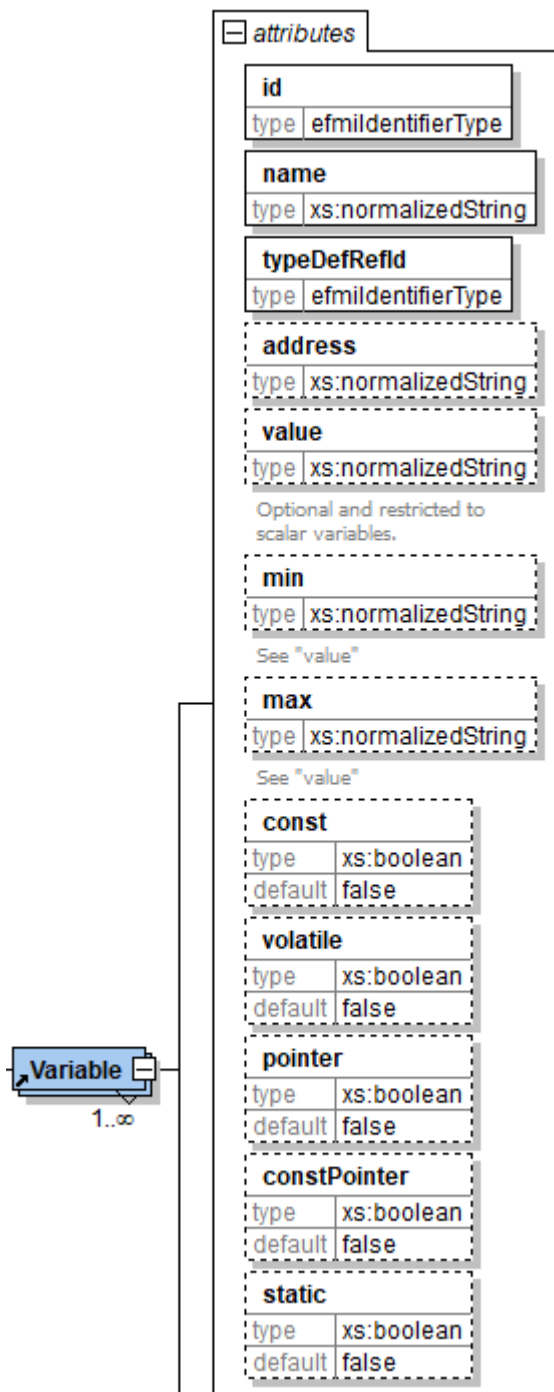 attributes
id
type efmiIdentifierType
name
type xs:normalizedString
typeDefRefId
type efmiIdentifierType
address
type xs:normalizedString
value
type xs:normalizedString
Optional and restricted to
scalar variables.
min
type xs:normalizedString
See "value"
max
type xs:normalizedString
See "value"
const
type xs:boolean
default false
volatile
type xs:boolean
default false
Variable
1..∞
pointer
type xs:boolean
default false
constPointer
type xs:boolean
default false
static
type xs:boolean
default false